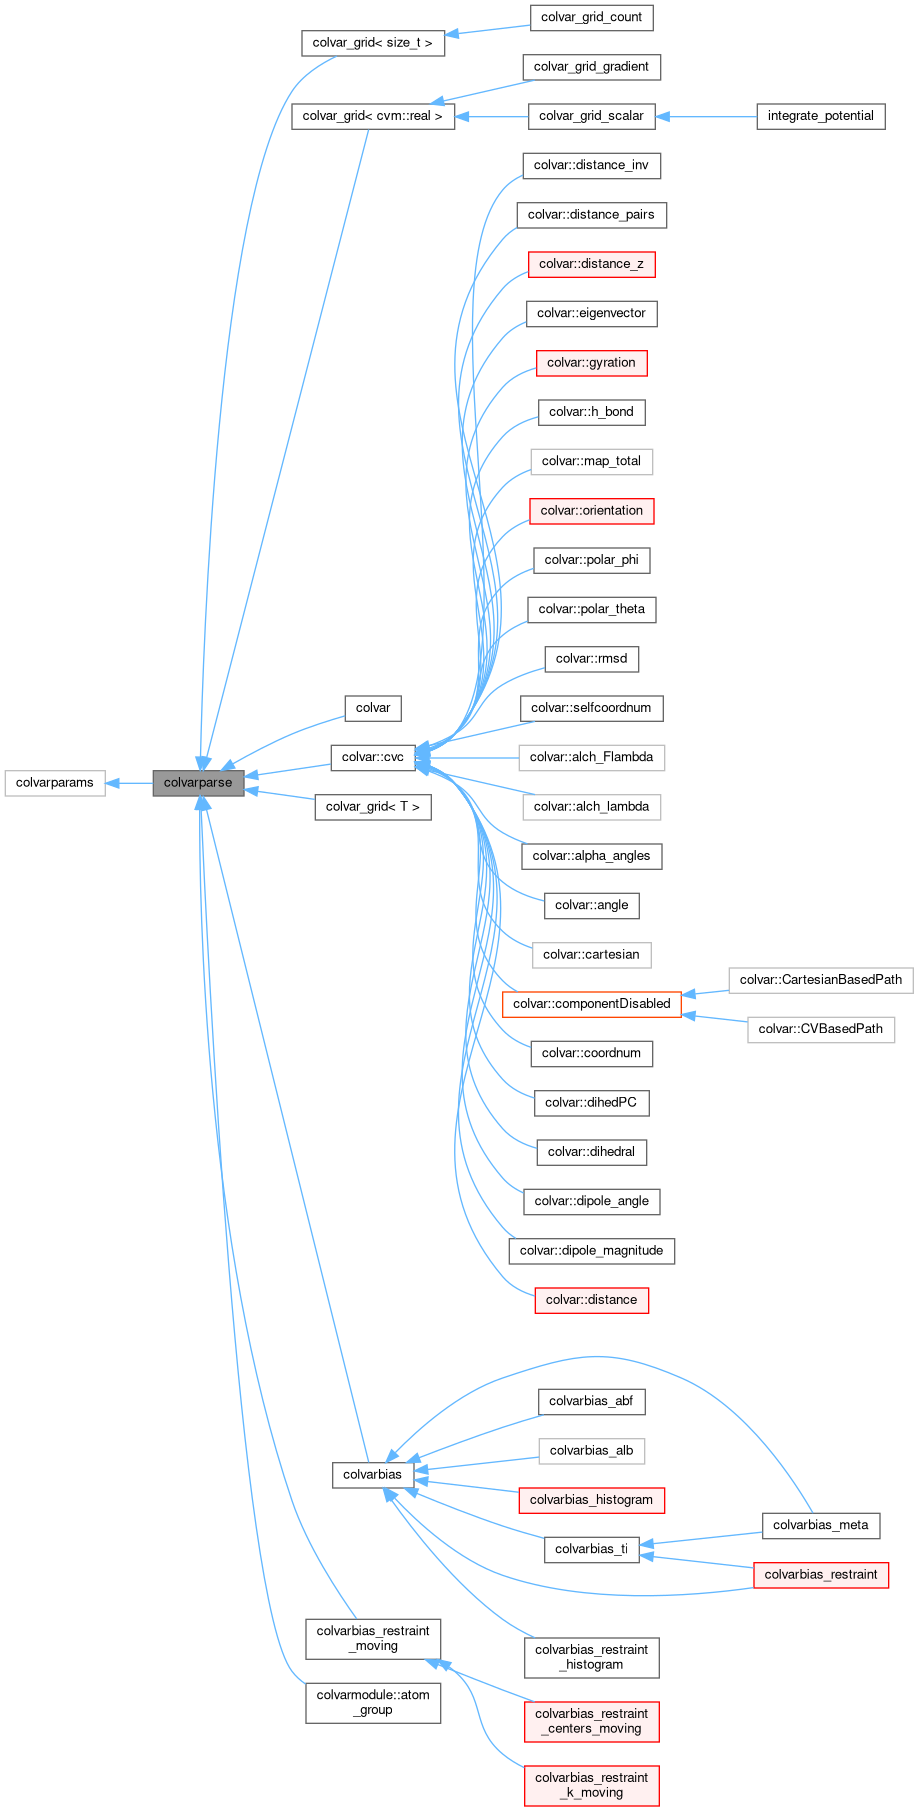 colvar_grid_count
colvar_grid< size_t >
colvar_grid_gradient
colvar_grid< cvm::real >
colvar_grid_scalar
integrate_potential
colvar::distance_inv
colvar::distance_pairs
colvar::distance_z
colvar::eigenvector
colvar::gyration
colvar::h_bond
colvar::map_total
colvar::orientation
colvar::polar_phi
colvar::polar_theta
colvar::rmsd
colvar
colvar::selfcoordnum
colvar::cvc
colvar::alch_Flambda
colvarparams
colvarparse
colvar_grid< T >
colvar::alch_lambda
colvar::alpha_angles
colvar::angle
colvar::cartesian
colvar::CartesianBasedPath
colvar::componentDisabled
colvar::CVBasedPath
colvar::coordnum
colvar::dihedPC
colvar::dihedral
colvar::dipole_angle
colvar::dipole_magnitude
colvar::distance
colvarbias_abf
colvarbias_alb
colvarbias
colvarbias_histogram
colvarbias_meta
colvarbias_ti
colvarbias_restraint
colvarbias_restraint
_moving
colvarbias_restraint
_histogram
colvarmodule::atom
_group
colvarbias_restraint
_centers_moving
colvarbias_restraint
_k_moving